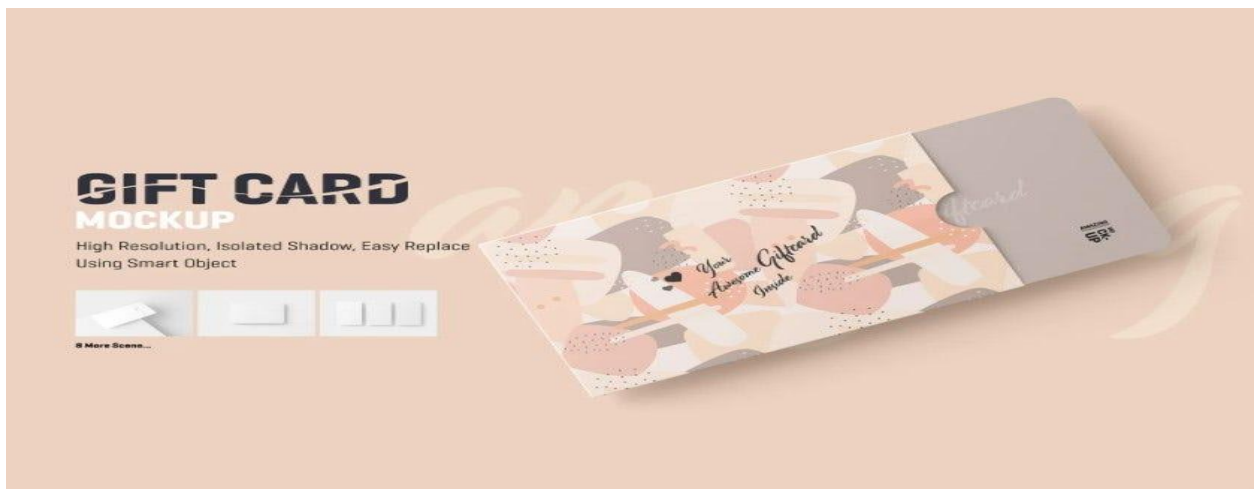 GIFT CARD
MOCKUP
High Resolution, Isolated Shadow, Easy Replace
Using Smart Object
8 More Scene...
Your
Awesome Giftcard
Inside
AMAZING